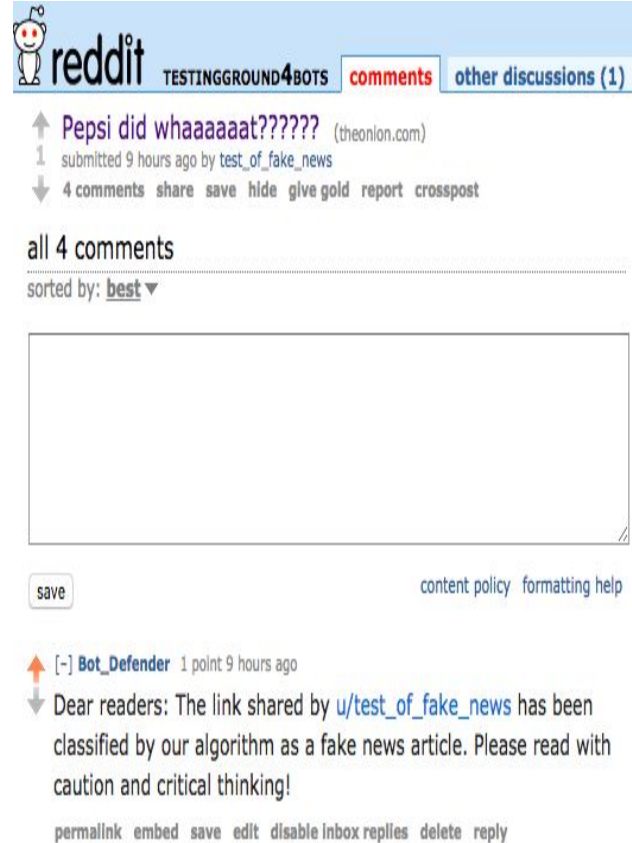 reddit TESTINGGROUND4BOTS comments other discussions (1)
Pepsi did whaaaaaat?????? (theonion.com)
1 submitted 9 hours ago by test_of_fake_news
4 comments share save hide give gold report crosspost
all 4 comments
sorted by: best
save content policy formatting help
[-] Bot_Defender 1 point 9 hours ago
Dear readers: The link shared by u/test_of_fake_news has been
classified by our algorithm as a fake news article. Please read with
caution and critical thinking!
permalink embed save edit disable inbox replies delete reply